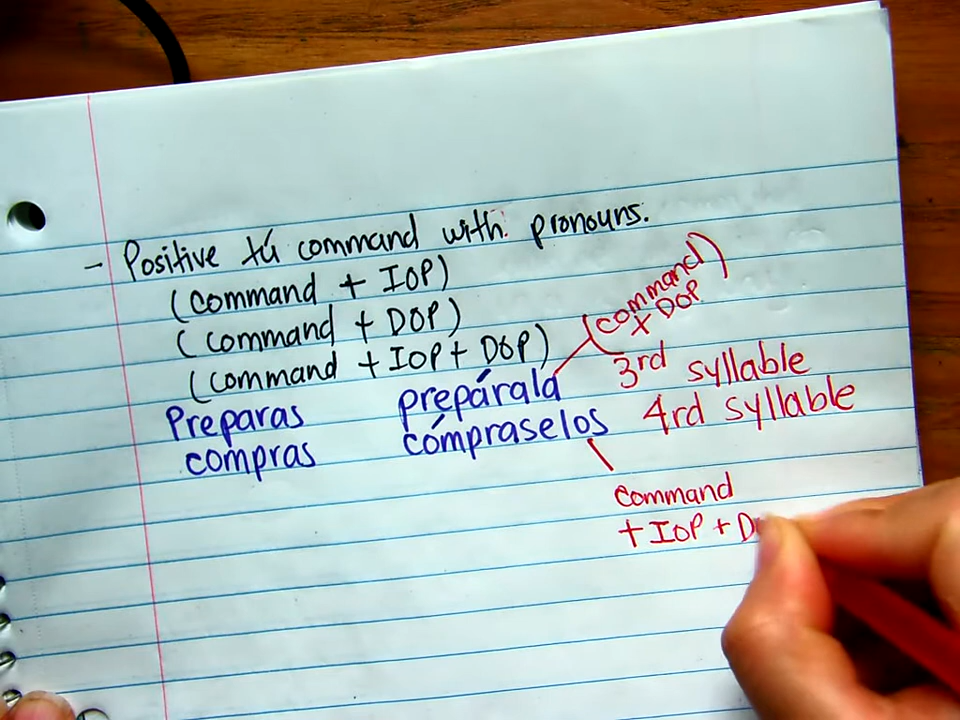 - Positive tú command with pronouns.
(command + IOP)
(command + DOP)
(command + IOP + DOP)
(command)
+ DOP
Preparas prepárala 3rd syllable
compras cómpraselos 4rd syllable
command
+ IOP + D